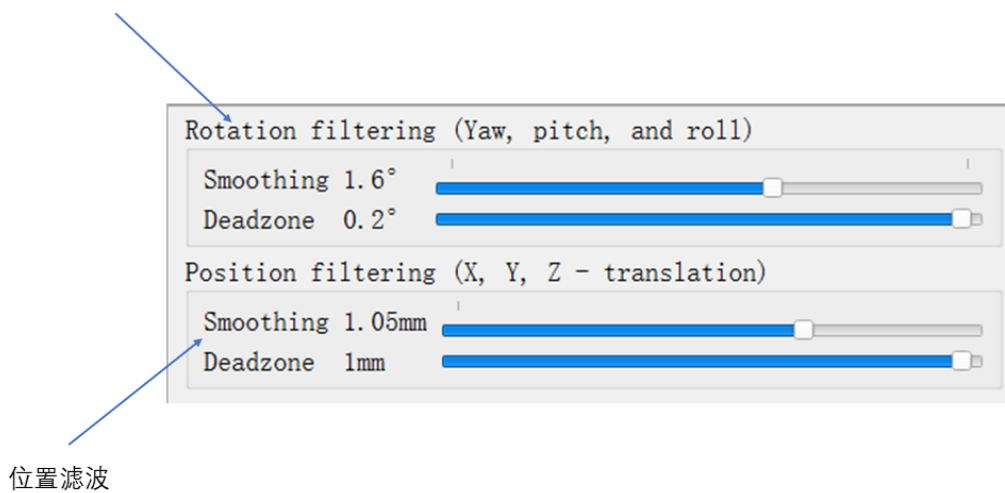 Rotation filtering (Yaw, pitch, and roll)
Smoothing 1.6°
Deadzone 0.2°
Position filtering (X, Y, Z - translation)
Smoothing 1.05mm
Deadzone 1mm
位置滤波